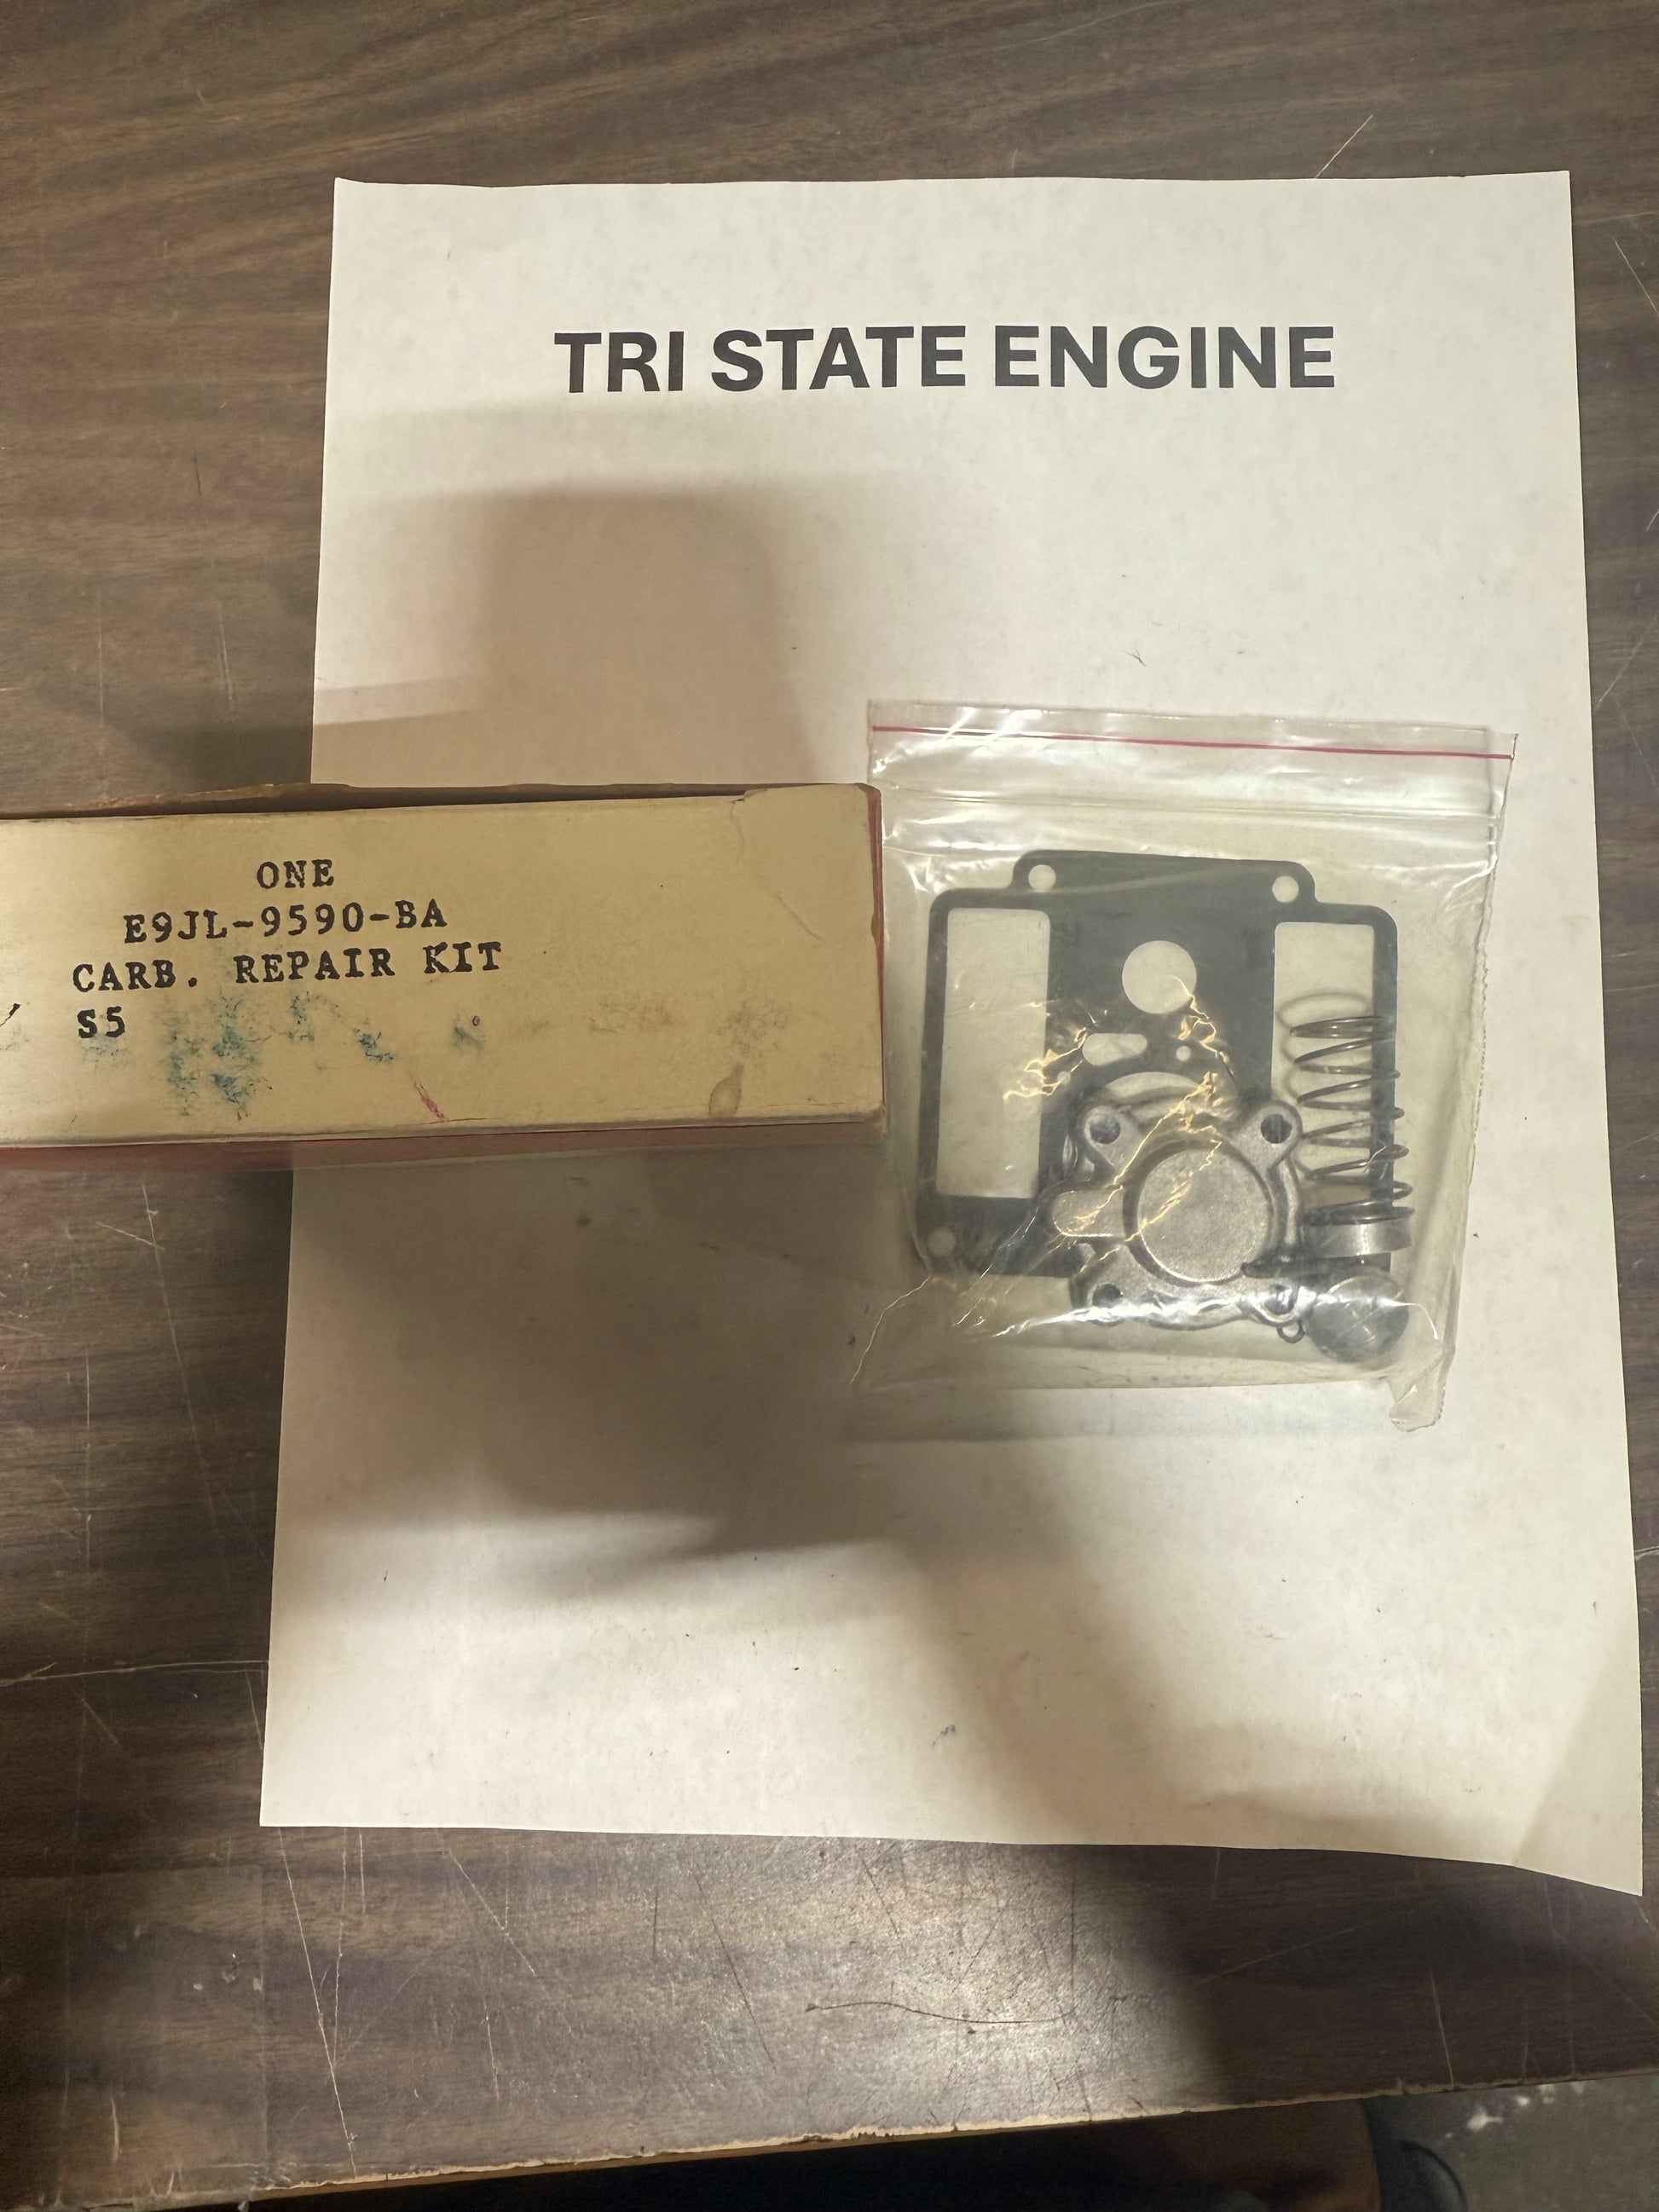 TRI STATE ENGINE
ONE
E9JL-9590-BA
CARB. REPAIR KIT
S5